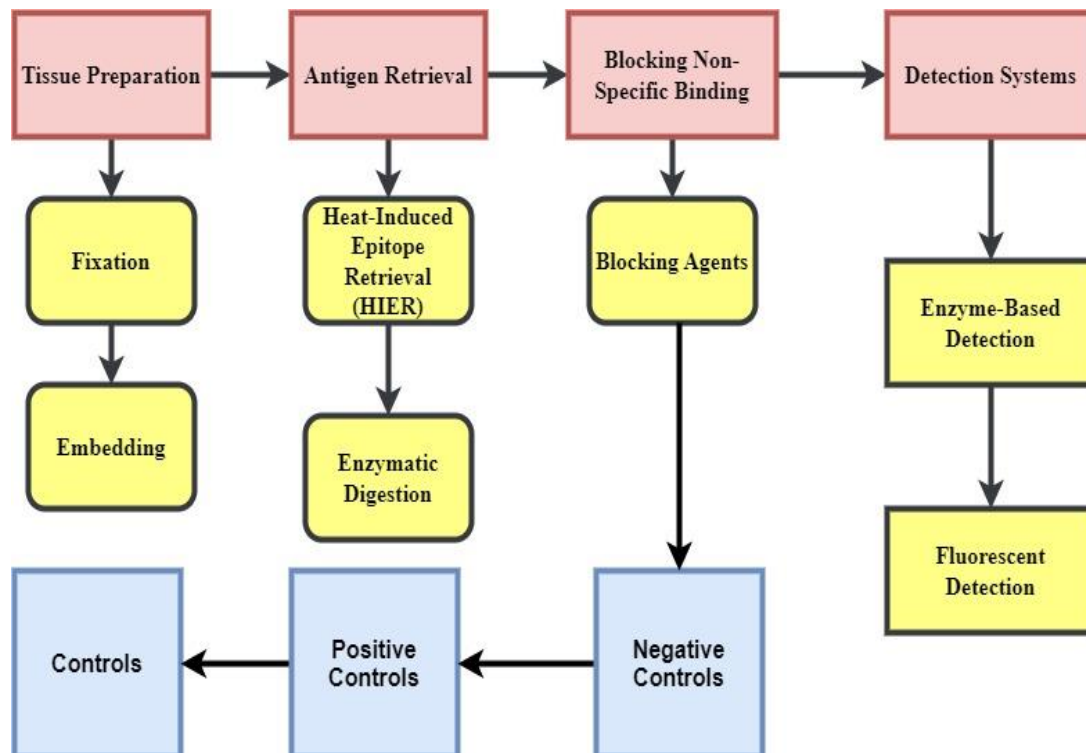 Tissue Preparation
Antigen Retrieval
Blocking Non-
Specific Binding
Detection Systems
Fixation
Heat-Induced
Epitope
Retrieval
(HIER)
Blocking Agents
Enzyme-Based
Detection
Embedding
Enzymatic
Digestion
Fluorescent
Detection
Controls
Positive
Controls
Negative
Controls